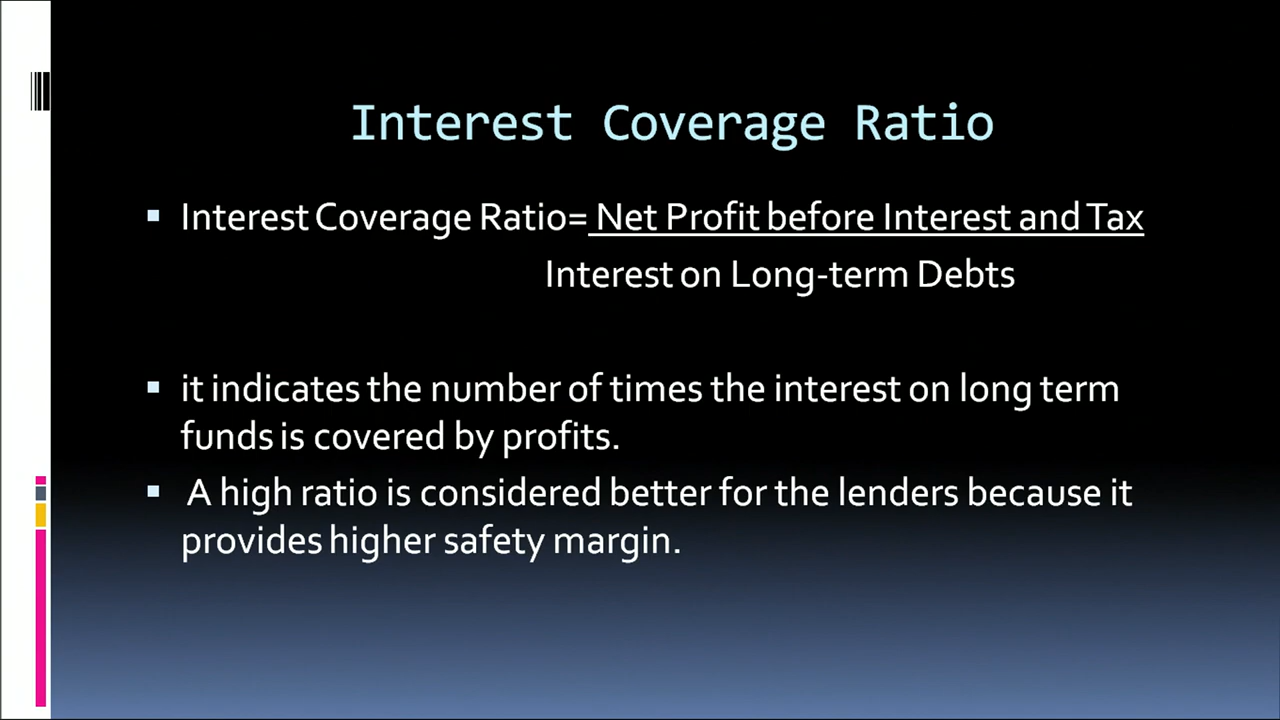 Interest Coverage Ratio
Interest Coverage Ratio= Net Profit before Interest and Tax
Interest on Long-term Debts
it indicates the number of times the interest on long term
funds is covered by profits.
A high ratio is considered better for the lenders because it
provides higher safety margin.